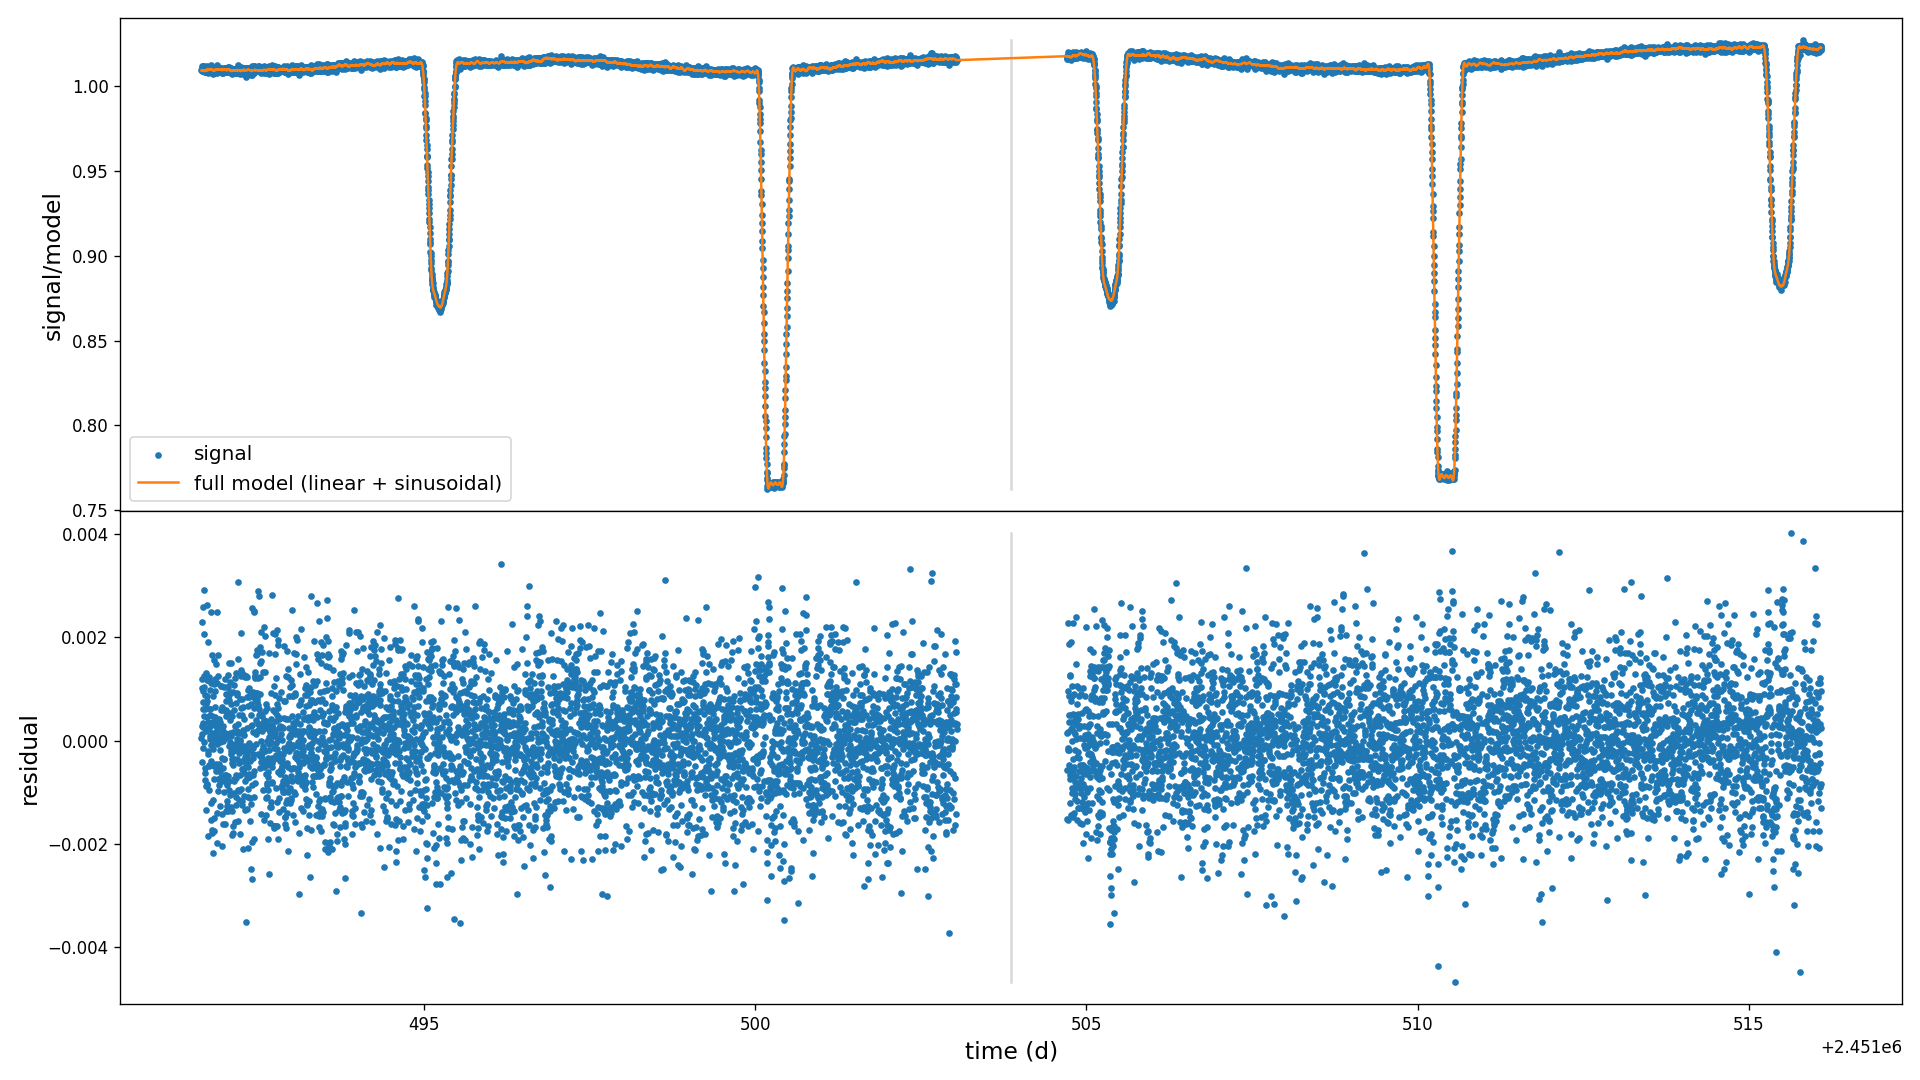 signal/model
1.00
0.95
0.90
0.85
0.80
0.75
signal
full model (linear + sinusoidal)
residual
0.004
0.002
0.000
−0.002
−0.004
495
500
505
510
515
time (d)
+2.451e6